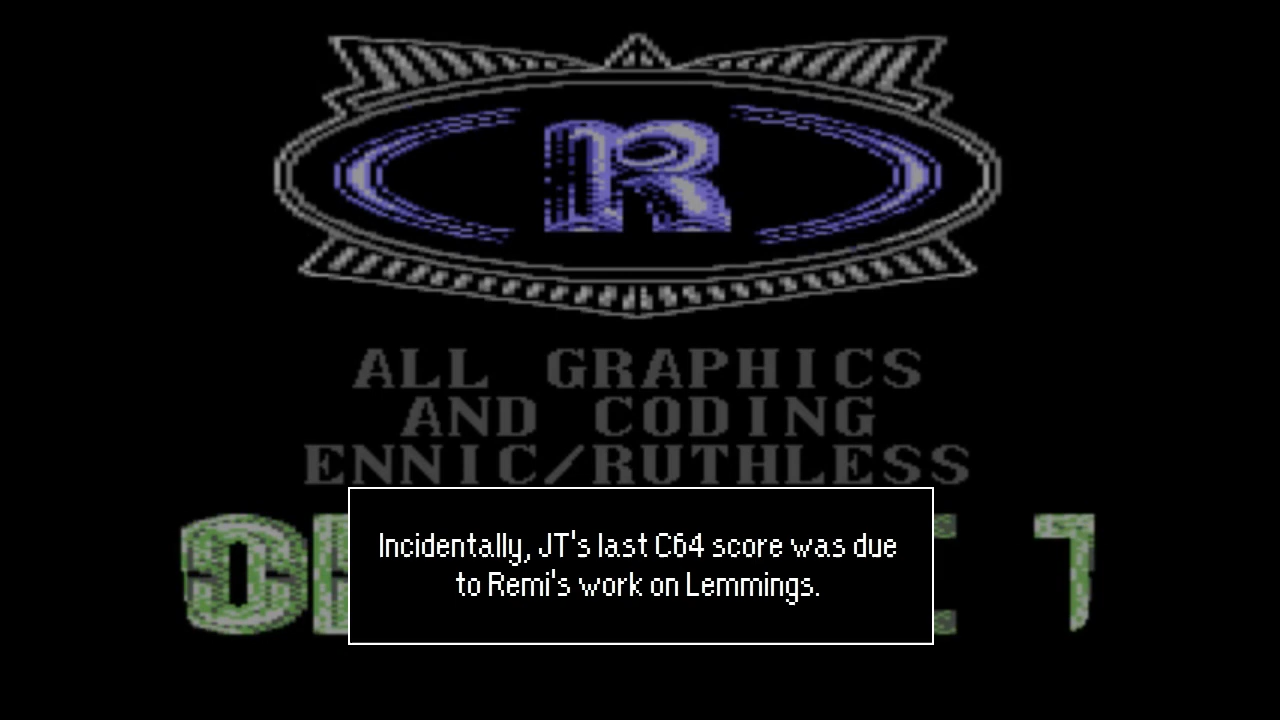 R
ALL GRAPHICS
AND CODING
ENNIC/RUTHLESS
Incidentally, JT's last C64 score was due
to Remi's work on Lemmings.